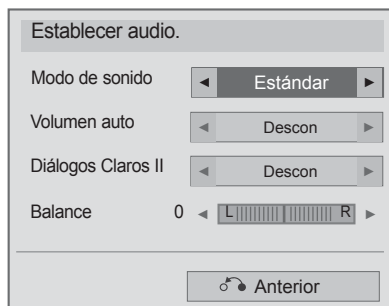 Establecer audio.
Modo de sonido ◄ Estándar ►
Volumen auto ◄ Descon ►
Diálogos Claros II ◄ Descon ►
Balance 0 ◄ L R ►
Anterior